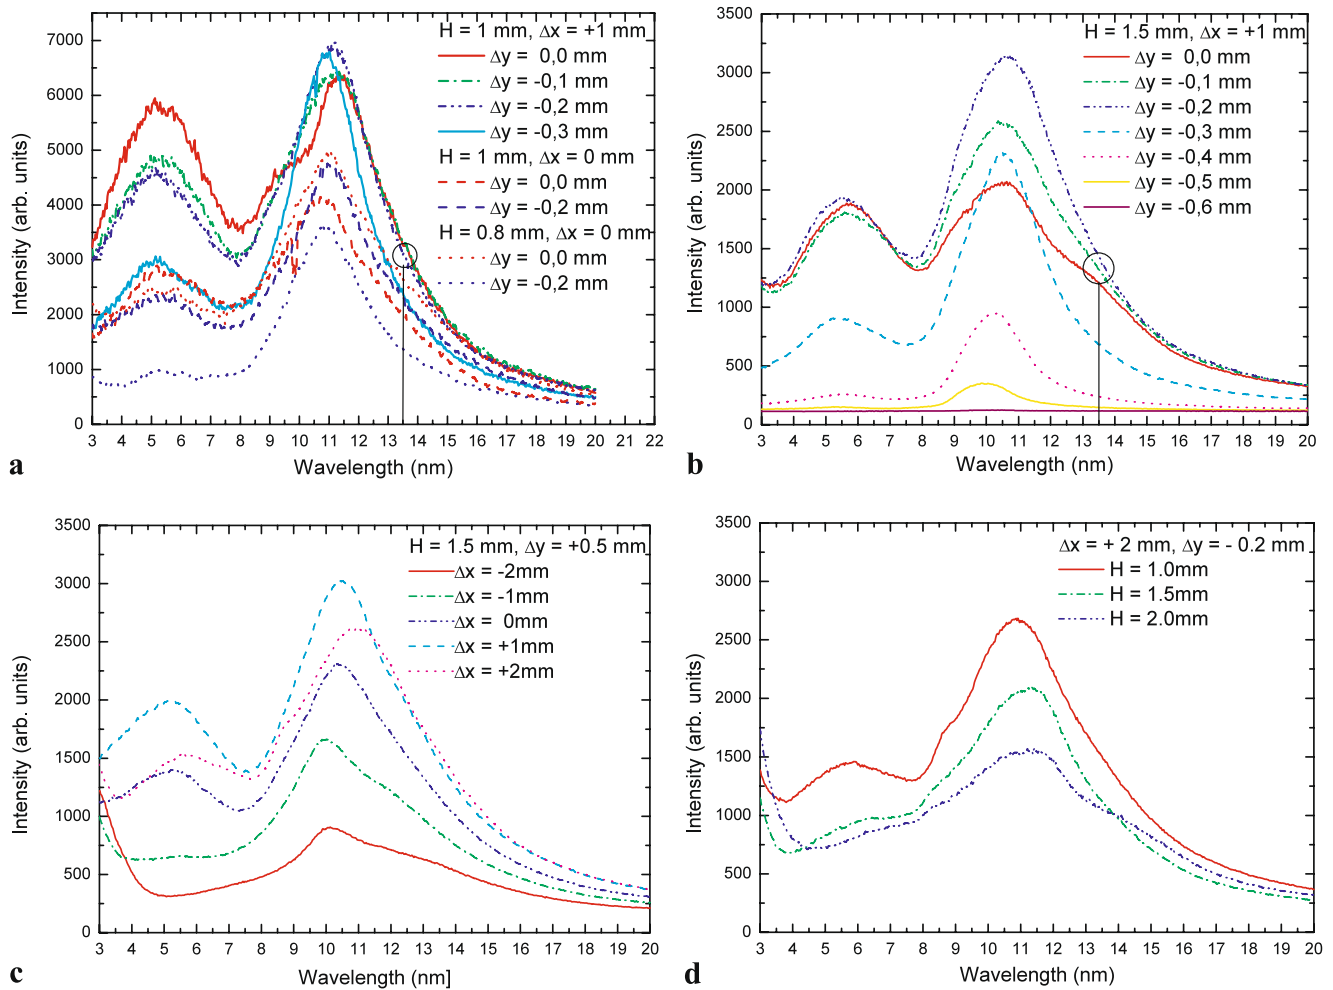 7000
6000
5000
4000
3000
2000
1000
0
Intensity (arb. units)
3 4 5 6 7 8 9 10 11 12 13 14 15 16 17 18 19 20 21 22
Wavelength (nm)
H = 1 mm, Δx = +1 mm
Δy = 0,0 mm
Δy = -0,1 mm
Δy = -0,2 mm
Δy = -0,3 mm
H = 1 mm, Δx = 0 mm
Δy = 0,0 mm
Δy = -0,2 mm
H = 0.8 mm, Δx = 0 mm
Δy = 0,0 mm
Δy = -0,2 mm
a
3500
3000
2500
2000
1500
1000
500
0
Intensity (arb. units)
3 4 5 6 7 8 9 10 11 12 13 14 15 16 17 18 19 20
Wavelength (nm)
H = 1.5 mm, Δx = +1 mm
Δy = 0,0 mm
Δy = -0,1 mm
Δy = -0,2 mm
Δy = -0,3 mm
Δy = -0,4 mm
Δy = -0,5 mm
Δy = -0,6 mm
b
3500
3000
2500
2000
1500
1000
500
0
Intensity (arb. units)
3 4 5 6 7 8 9 10 11 12 13 14 15 16 17 18 19 20
Wavelength (nm]
H = 1.5 mm, Δy = +0.5 mm
Δx = -2mm
Δx = -1mm
Δx = 0mm
Δx = +1mm
Δx = +2mm
c
3500
3000
2500
2000
1500
1000
500
0
Intensity (arb. units)
3 4 5 6 7 8 9 10 11 12 13 14 15 16 17 18 19 20
Wavelength (nm)
Δx = + 2 mm, Δy = - 0.2 mm
H = 1.0mm
H = 1.5mm
H = 2.0mm
d